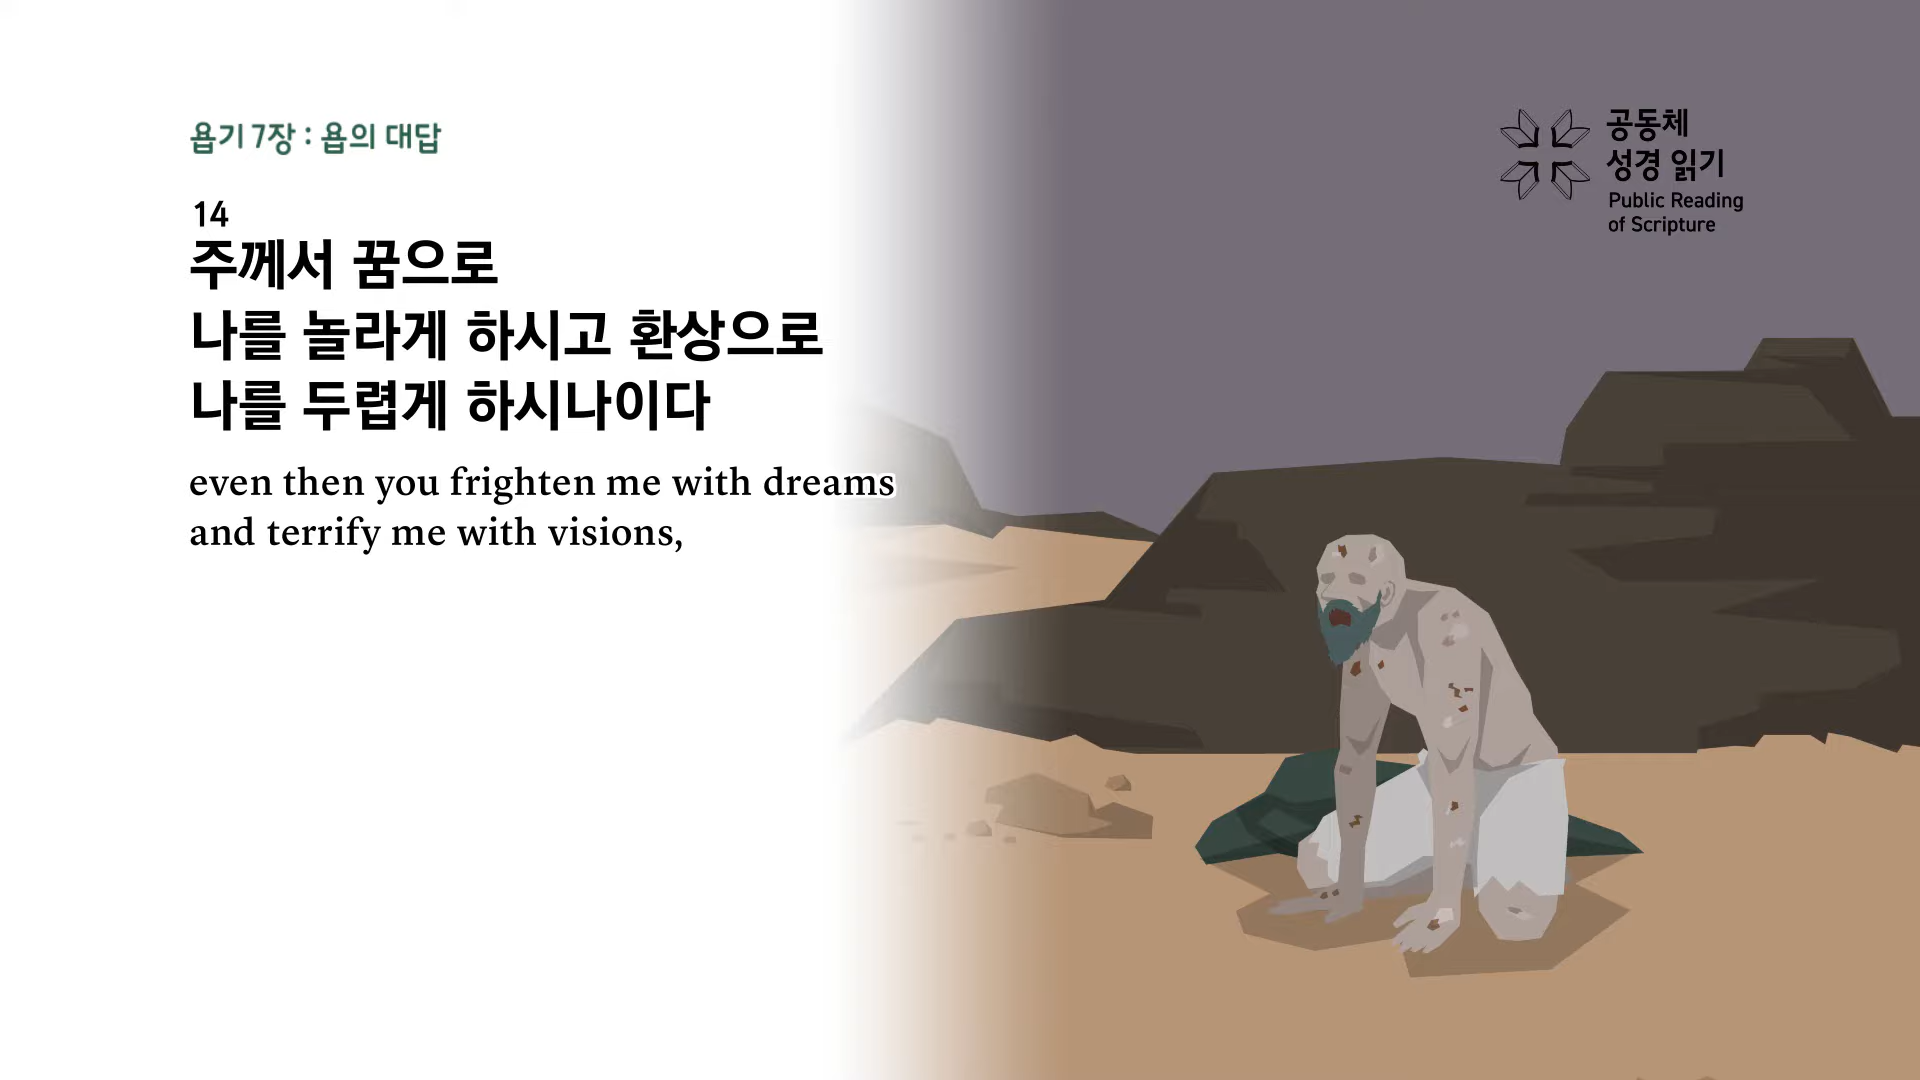 욥기 7장 : 욥의 대답
14
주께서 꿈으로
나를 놀라게 하시고 환상으로
나를 두렵게 하시나이다
even then you frighten me with dreams
and terrify me with visions,
공동체
성경 읽기
Public Reading
of Scripture